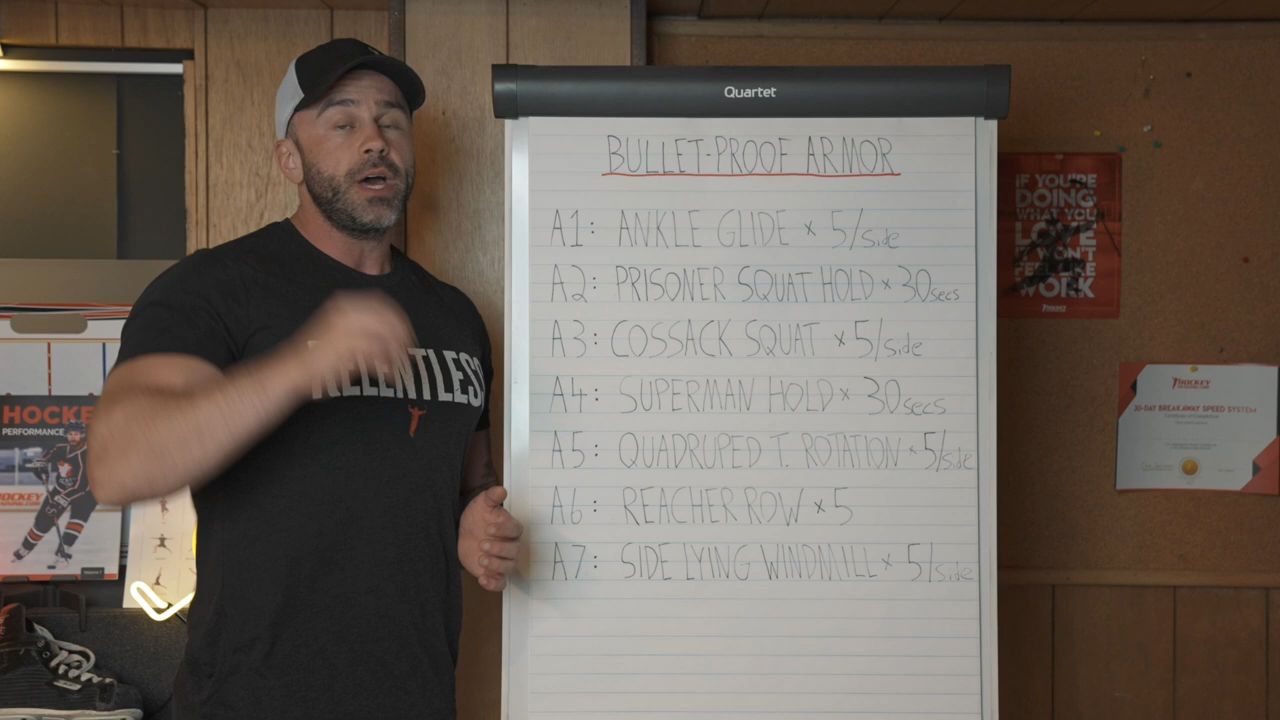 Quartet
BULLET-PROOF ARMOR
A1: ANKLE GLIDE × 5/side
A2: PRISONER SQUAT HOLD × 30secs
A3: COSSACK SQUAT × 5/side
A4: SUPERMAN HOLD × 30secs
A5: QUADRUPED T. ROTATION × 5/side
A6: REACHER ROW × 5
A7: SIDE LYING WINDMILL × 5/side
RELENTLESS
HOCKE
PERFORMANCE
HOCKEY
IF YOU'RE
DOING
WHAT YOU
LOVE
IT WON'T
FEEL LIKE
WORK
HOCKEY
30-DAY BREAKAWAY SPEED SYSTEM